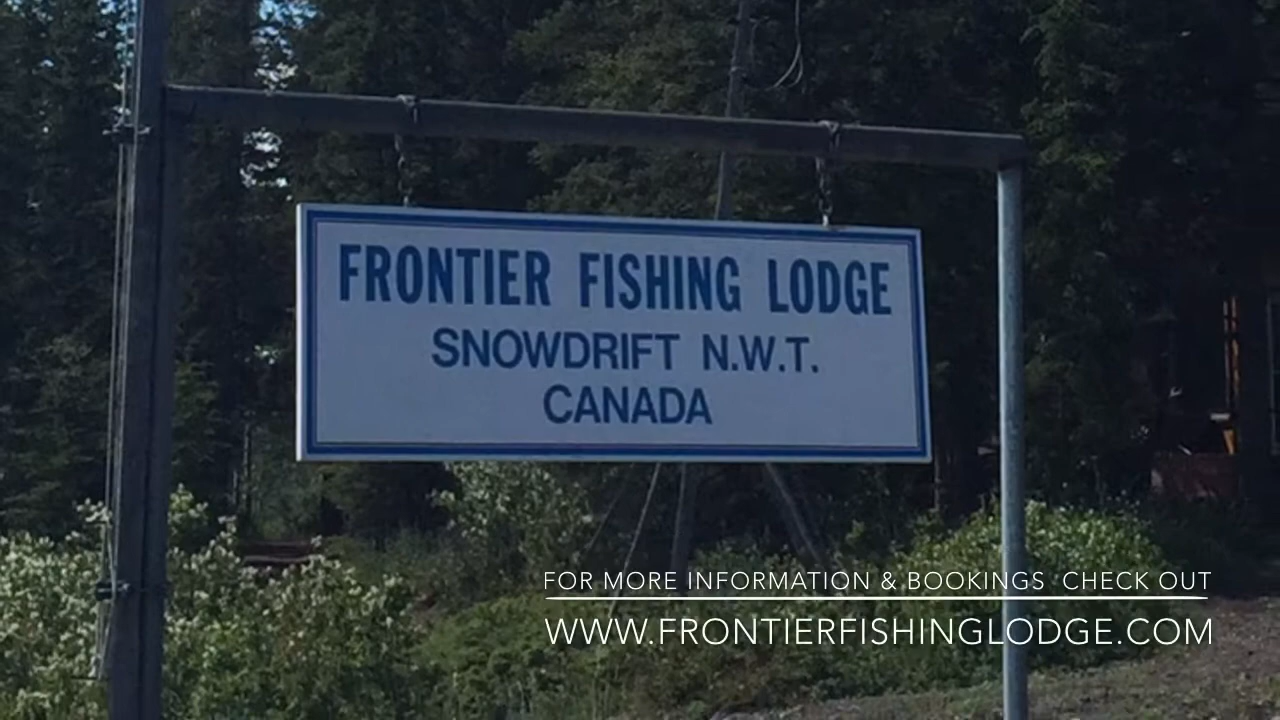 FRONTIER FISHING LODGE
SNOWDRIFT N.W.T.
CANADA
FOR MORE INFORMATION & BOOKINGS CHECK OUT
WWW.FRONTIERFISHINGLODGE.COM